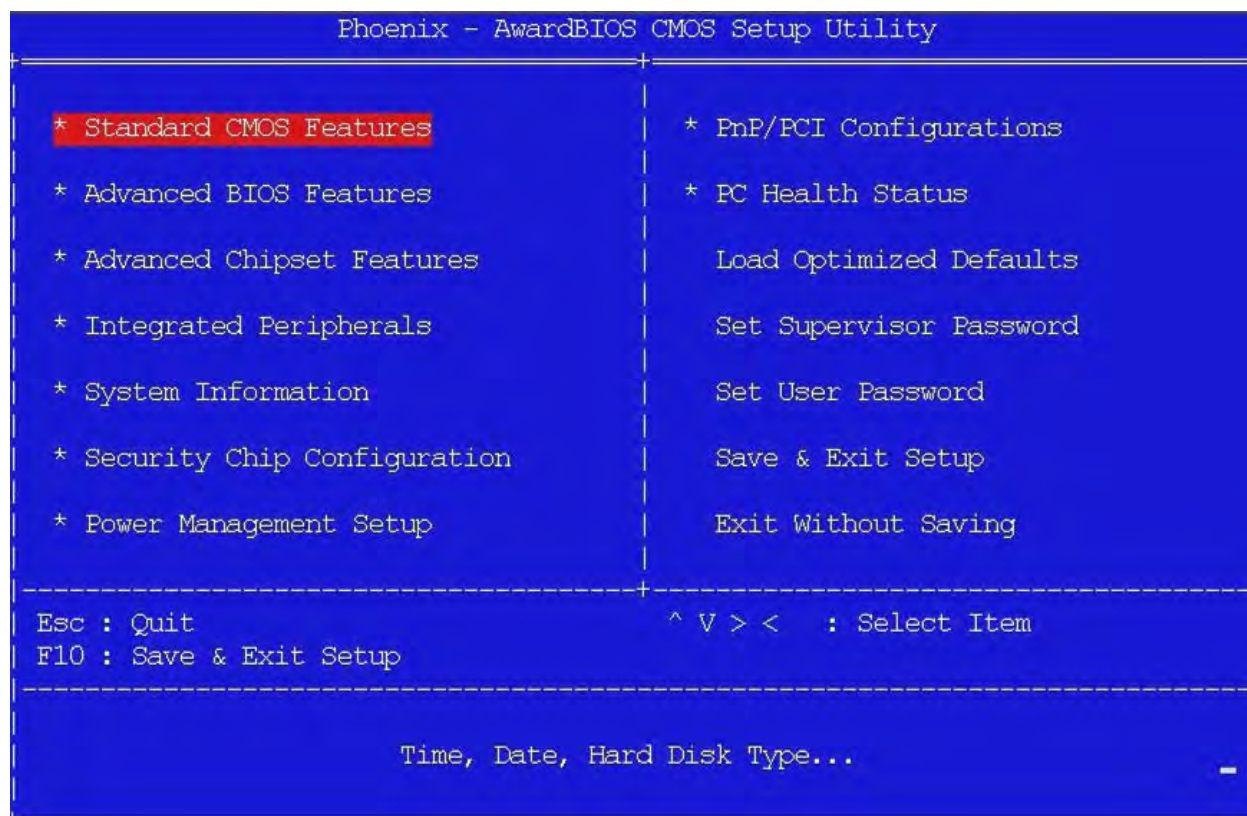 Phoenix - AwardBIOS CMOS Setup Utility
* Standard CMOS Features
* Advanced BIOS Features
* Advanced Chipset Features
* Integrated Peripherals
* System Information
* Security Chip Configuration
* Power Management Setup
* PnP/PCI Configurations
* PC Health Status
Load Optimized Defaults
Set Supervisor Password
Set User Password
Save & Exit Setup
Exit Without Saving
Esc : Quit
F10 : Save & Exit Setup
^ V > < : Select Item
Time, Date, Hard Disk Type...